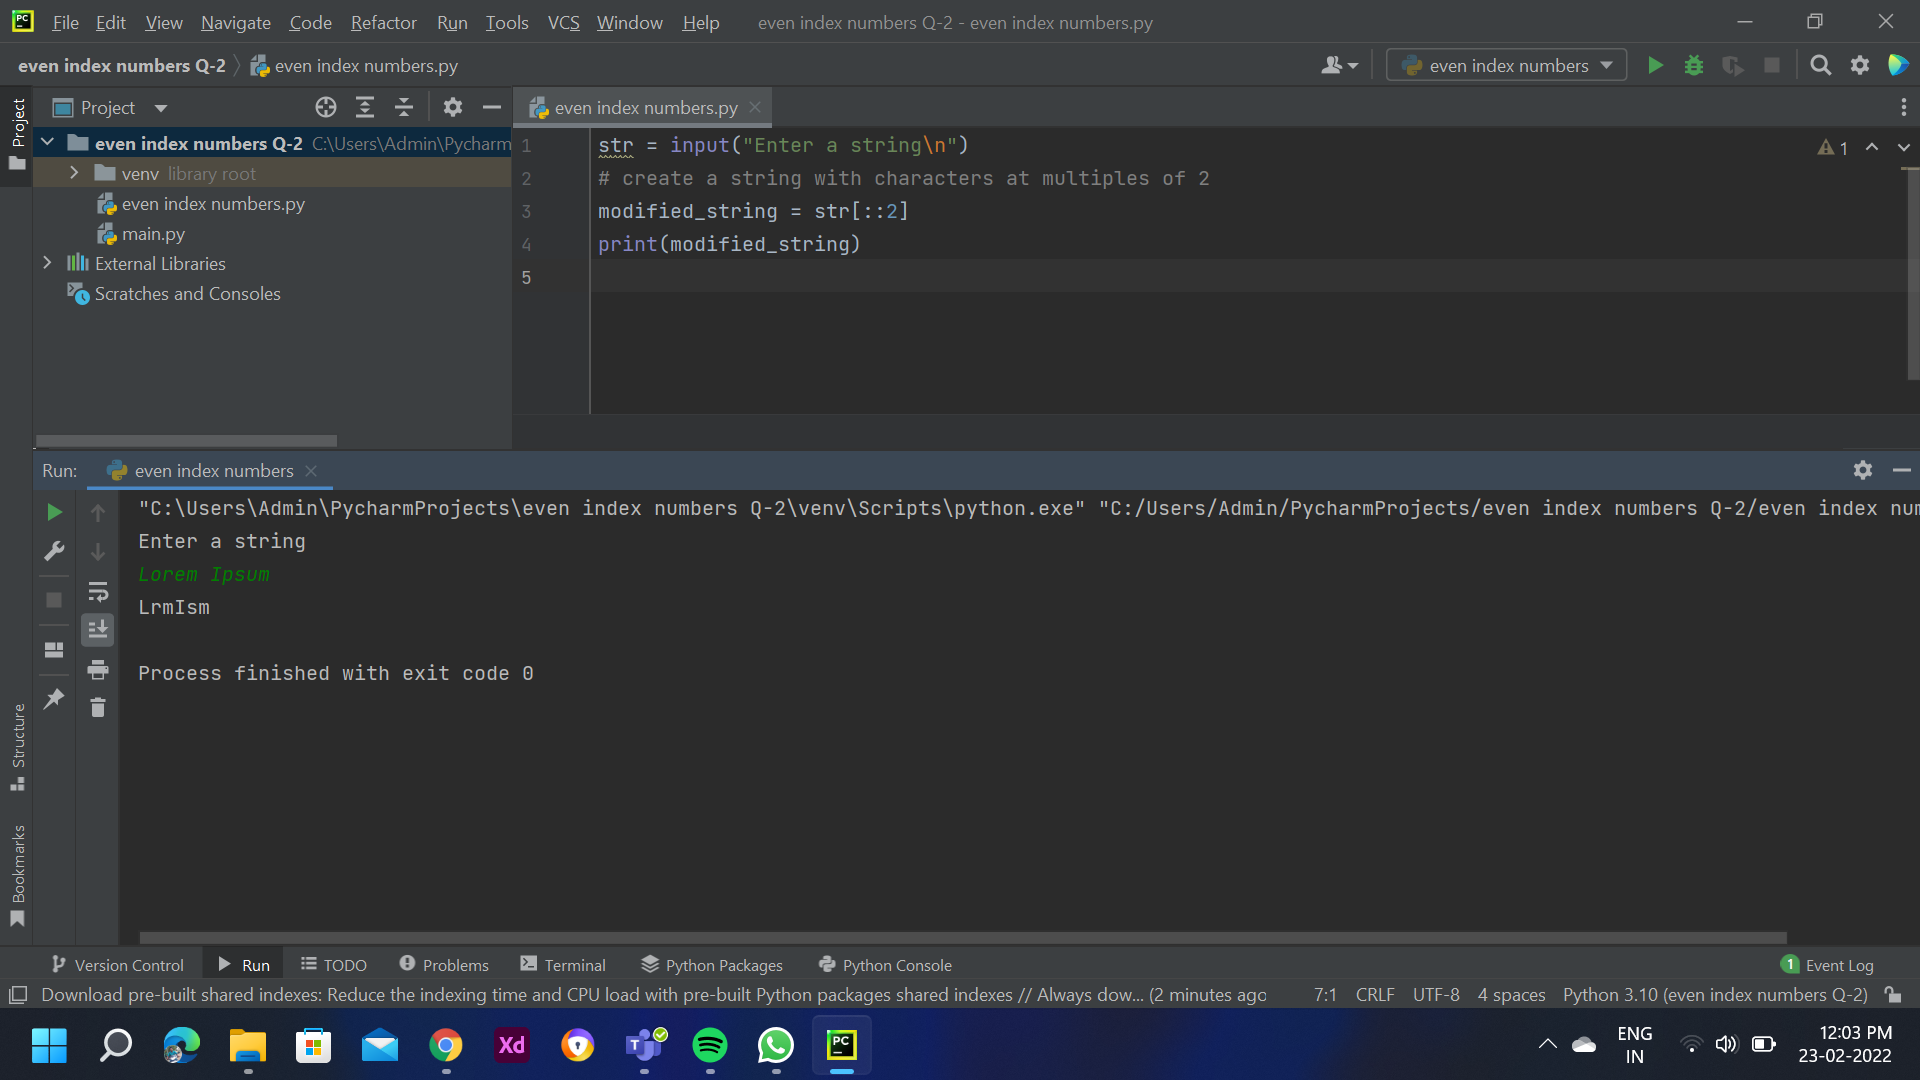 File Edit View Navigate Code Refactor Run Tools VCS Window Help even index numbers Q-2 - even index numbers.py
even index numbers Q-2 even index numbers.py even index numbers
Project
Project
even index numbers.py
even index numbers Q-2 C:\Users\Admin\Pycharm
venv library root
even index numbers.py
main.py
External Libraries
Scratches and Consoles
1 str = input("Enter a string\n") 1
2 # create a string with characters at multiples of 2
3 modified_string = str[::2]
4 print(modified_string)
5
Run: even index numbers
"C:\Users\Admin\PycharmProjects\even index numbers Q-2\venv\Scripts\python.exe" "C:/Users/Admin/PycharmProjects/even index numbers Q-2/even index num
Enter a string
Lorem Ipsum
LrmIsm
Process finished with exit code 0
Structure
Bookmarks
Version Control Run TODO Problems Terminal Python Packages Python Console 1 Event Log
Download pre-built shared indexes: Reduce the indexing time and CPU load with pre-built Python packages shared indexes // Always dow... (2 minutes ago 7:1 CRLF UTF-8 4 spaces Python 3.10 (even index numbers Q-2)
Xd
T
PC
ENG
IN
12:03 PM
23-02-2022